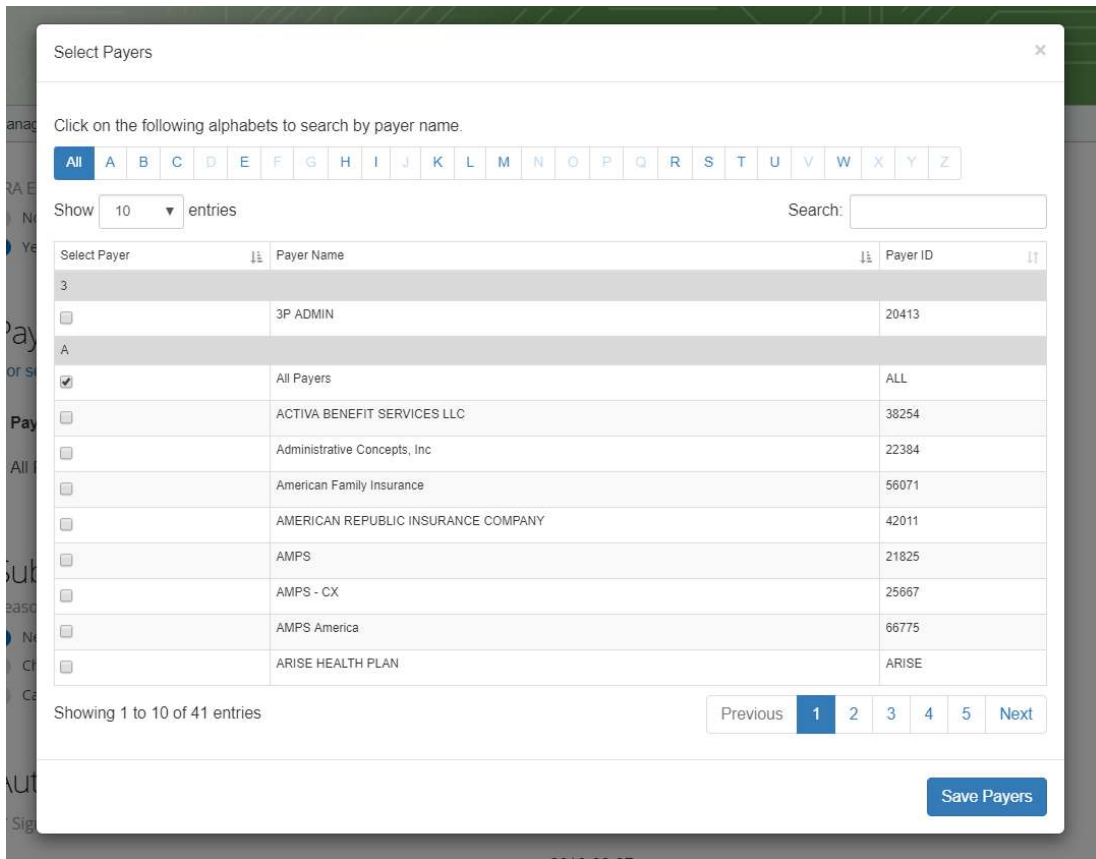 Select Payers ×
Click on the following alphabets to search by payer name.
All A B C D E F G H I J K L M N O P Q R S T U V W X Y Z
Show 10 entries Search:
Select Payer Payer Name Payer ID
3
3P ADMIN 20413
A
All Payers ALL
ACTIVA BENEFIT SERVICES LLC 38254
Administrative Concepts, Inc 22384
American Family Insurance 56071
AMERICAN REPUBLIC INSURANCE COMPANY 42011
AMPS 21825
AMPS - CX 25667
AMPS America 66775
ARISE HEALTH PLAN ARISE
Showing 1 to 10 of 41 entries Previous 1 2 3 4 5 Next
Save Payers